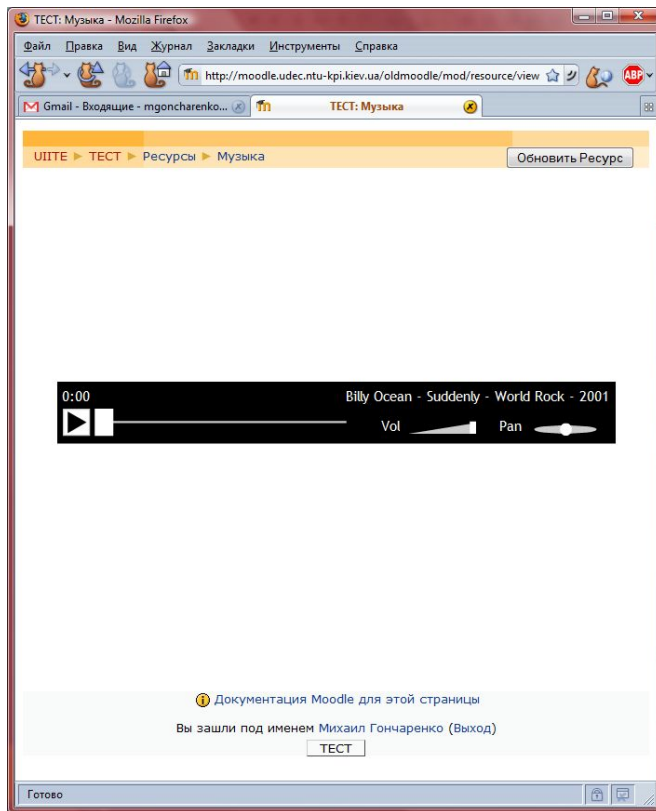 ТЕСТ: Музыка - Mozilla Firefox
Файл Правка Вид Журнал Закладки Инструменты Справка
http://moodle.udec.ntu-kpi.kiev.ua/oldmoodle/mod/resource/view
ABP
Gmail - Входящие - mgoncharenko...
ТЕСТ: Музыка
UIITE ► ТЕСТ ► Ресурсы ► Музыка
Обновить Ресурс
0:00 Billy Ocean - Suddenly - World Rock - 2001
Vol Pan
Документация Moodle для этой страницы
Вы зашли под именем Михаил Гончаренко (Выход)
ТЕСТ
Готово